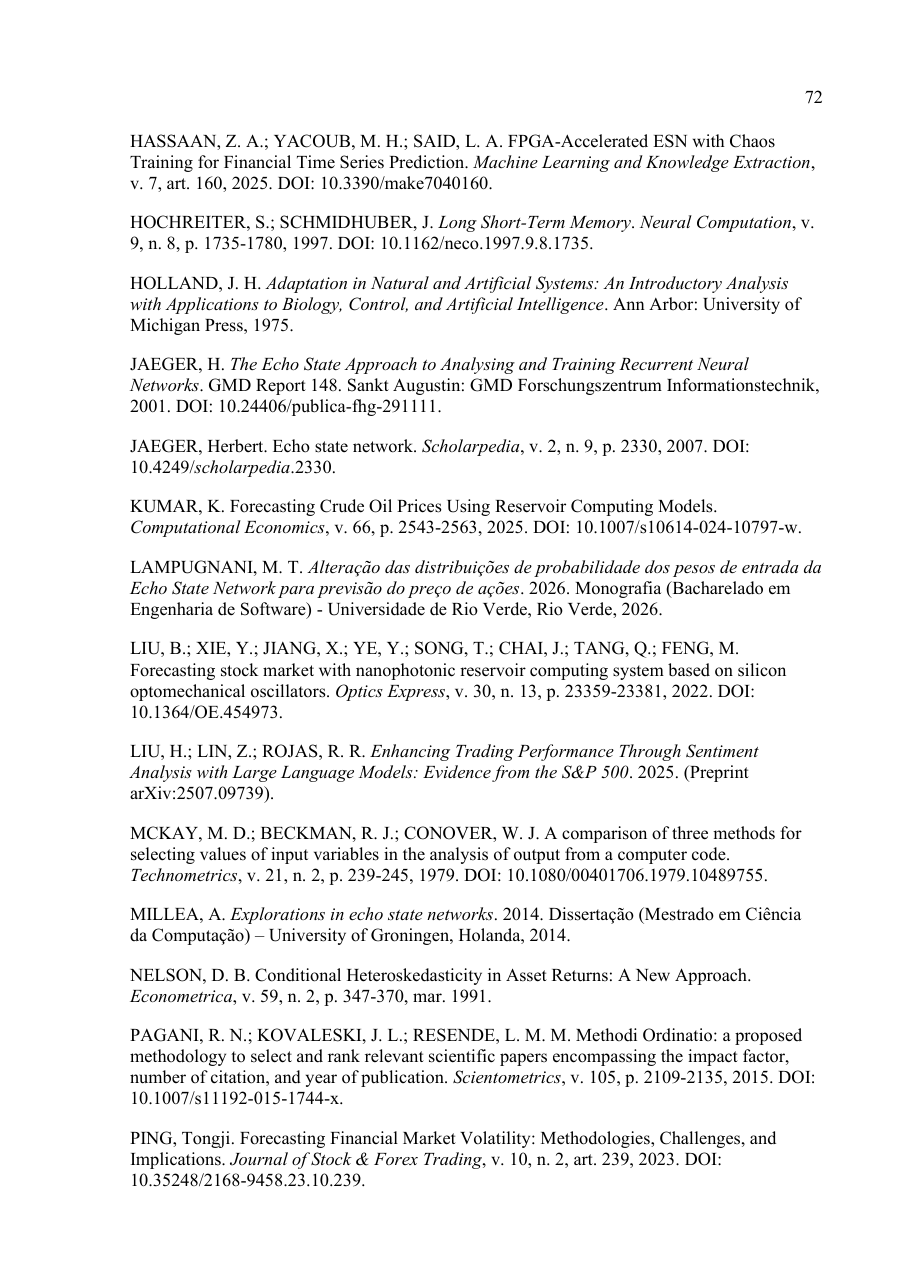 72
HASSAAN, Z. A.; YACOUB, M. H.; SAID, L. A. FPGA-Accelerated ESN with Chaos
Training for Financial Time Series Prediction. Machine Learning and Knowledge Extraction,
v. 7, art. 160, 2025. DOI: 10.3390/make7040160.
HOCHREITER, S.; SCHMIDHUBER, J. Long Short-Term Memory. Neural Computation, v.
9, n. 8, p. 1735-1780, 1997. DOI: 10.1162/neco.1997.9.8.1735.
HOLLAND, J. H. Adaptation in Natural and Artificial Systems: An Introductory Analysis
with Applications to Biology, Control, and Artificial Intelligence. Ann Arbor: University of
Michigan Press, 1975.
JAEGER, H. The Echo State Approach to Analysing and Training Recurrent Neural
Networks. GMD Report 148. Sankt Augustin: GMD Forschungszentrum Informationstechnik,
2001. DOI: 10.24406/publica-fhg-291111.
JAEGER, Herbert. Echo state network. Scholarpedia, v. 2, n. 9, p. 2330, 2007. DOI:
10.4249/scholarpedia.2330.
KUMAR, K. Forecasting Crude Oil Prices Using Reservoir Computing Models.
Computational Economics, v. 66, p. 2543-2563, 2025. DOI: 10.1007/s10614-024-10797-w.
LAMPUGNANI, M. T. Alteração das distribuições de probabilidade dos pesos de entrada da
Echo State Network para previsão do preço de ações. 2026. Monografia (Bacharelado em
Engenharia de Software) - Universidade de Rio Verde, Rio Verde, 2026.
LIU, B.; XIE, Y.; JIANG, X.; YE, Y.; SONG, T.; CHAI, J.; TANG, Q.; FENG, M.
Forecasting stock market with nanophotonic reservoir computing system based on silicon
optomechanical oscillators. Optics Express, v. 30, n. 13, p. 23359-23381, 2022. DOI:
10.1364/OE.454973.
LIU, H.; LIN, Z.; ROJAS, R. R. Enhancing Trading Performance Through Sentiment
Analysis with Large Language Models: Evidence from the S&P 500. 2025. (Preprint
arXiv:2507.09739).
MCKAY, M. D.; BECKMAN, R. J.; CONOVER, W. J. A comparison of three methods for
selecting values of input variables in the analysis of output from a computer code.
Technometrics, v. 21, n. 2, p. 239-245, 1979. DOI: 10.1080/00401706.1979.10489755.
MILLEA, A. Explorations in echo state networks. 2014. Dissertação (Mestrado em Ciência
da Computação) – University of Groningen, Holanda, 2014.
NELSON, D. B. Conditional Heteroskedasticity in Asset Returns: A New Approach.
Econometrica, v. 59, n. 2, p. 347-370, mar. 1991.
PAGANI, R. N.; KOVALESKI, J. L.; RESENDE, L. M. M. Methodi Ordinatio: a proposed
methodology to select and rank relevant scientific papers encompassing the impact factor,
number of citation, and year of publication. Scientometrics, v. 105, p. 2109-2135, 2015. DOI:
10.1007/s11192-015-1744-x.
PING, Tongji. Forecasting Financial Market Volatility: Methodologies, Challenges, and
Implications. Journal of Stock & Forex Trading, v. 10, n. 2, art. 239, 2023. DOI:
10.35248/2168-9458.23.10.239.